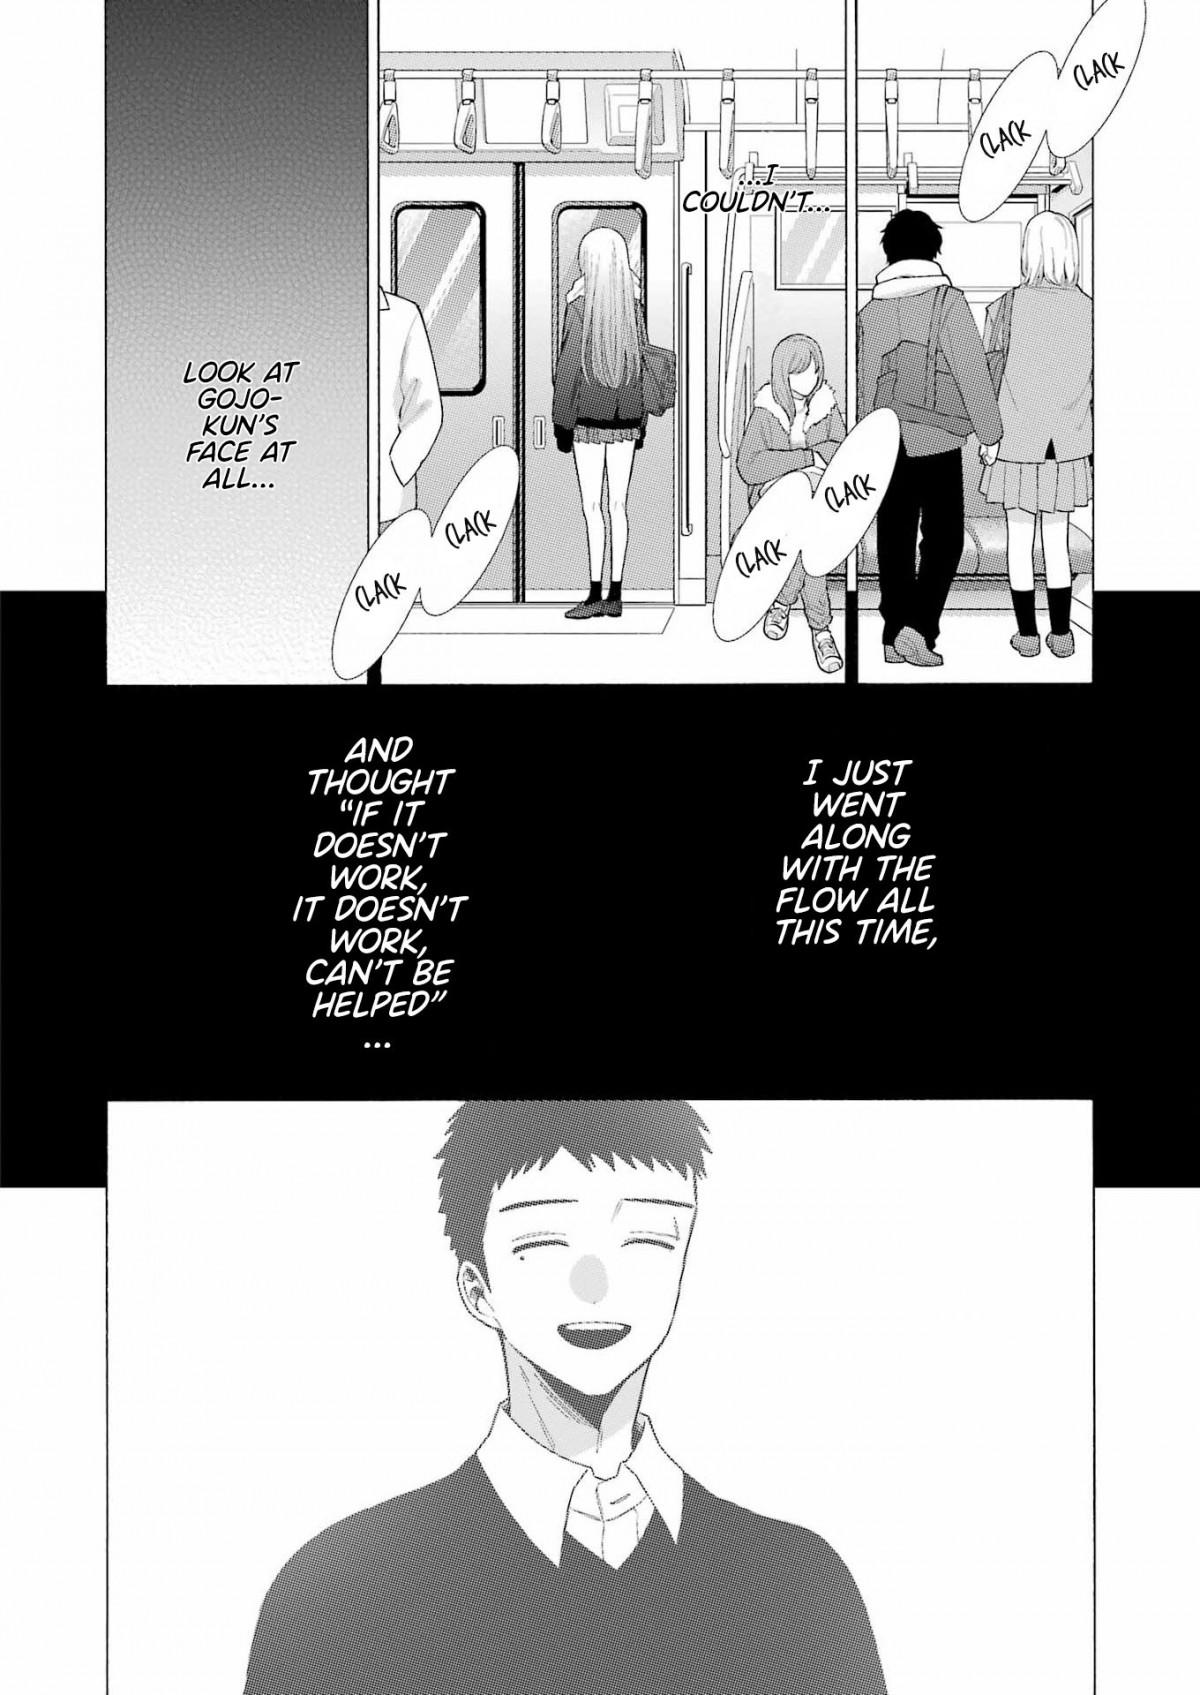 CLACK
CLACK
...I
COULDN'T...
CLACK
CLACK
CLACK
CLACK
LOOK AT
GOJO-
KUN'S
FACE AT
ALL...
I JUST
WENT
ALONG
WITH THE
FLOW ALL
THIS TIME,
AND
THOUGHT
"IF IT
DOESN'T
WORK,
IT DOESN'T
WORK,
CAN'T BE
HELPED"
...